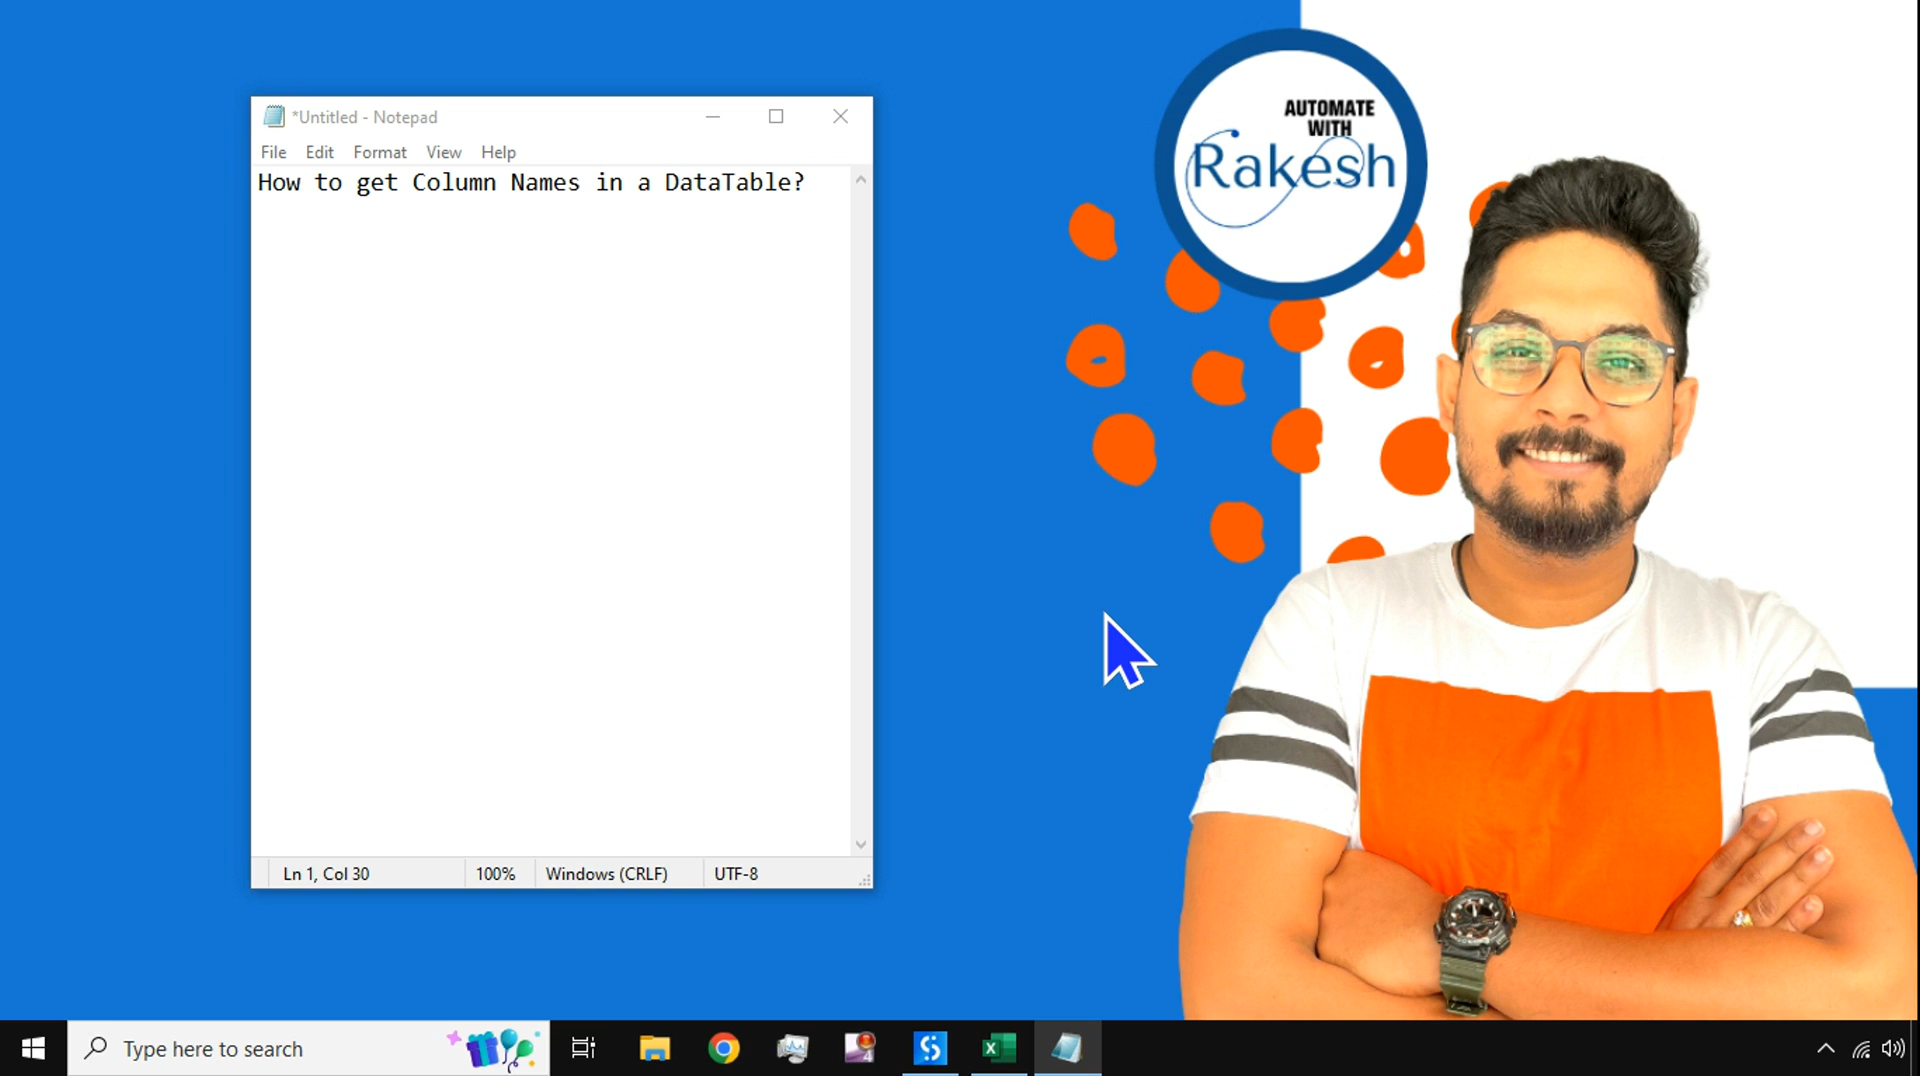 *Untitled - Notepad
File Edit Format View Help
How to get Column Names in a DataTable?
Ln 1, Col 30 100% Windows (CRLF) UTF-8
AUTOMATE
WITH
Rakesh
Type here to search
4